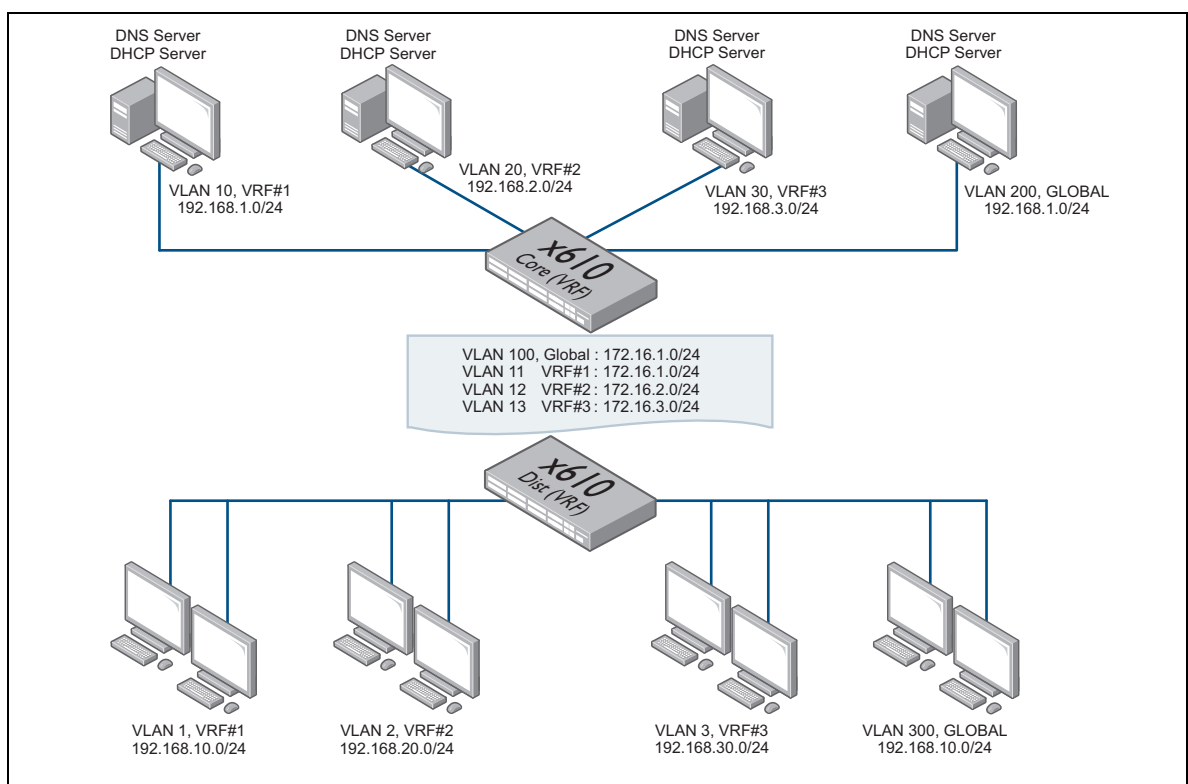 DNS Server
DHCP Server
DNS Server
DHCP Server
DNS Server
DHCP Server
DNS Server
DHCP Server
VLAN 10, VRF#1
192.168.1.0/24
VLAN 20, VRF#2
192.168.2.0/24
VLAN 30, VRF#3
192.168.3.0/24
VLAN 200, GLOBAL
192.168.1.0/24
x610
Core (VRF)
VLAN 100, Global : 172.16.1.0/24
VLAN 11 VRF#1 : 172.16.1.0/24
VLAN 12 VRF#2 : 172.16.2.0/24
VLAN 13 VRF#3 : 172.16.3.0/24
x610
Dist (VRF)
VLAN 1, VRF#1
192.168.10.0/24
VLAN 2, VRF#2
192.168.20.0/24
VLAN 3, VRF#3
192.168.30.0/24
VLAN 300, GLOBAL
192.168.10.0/24